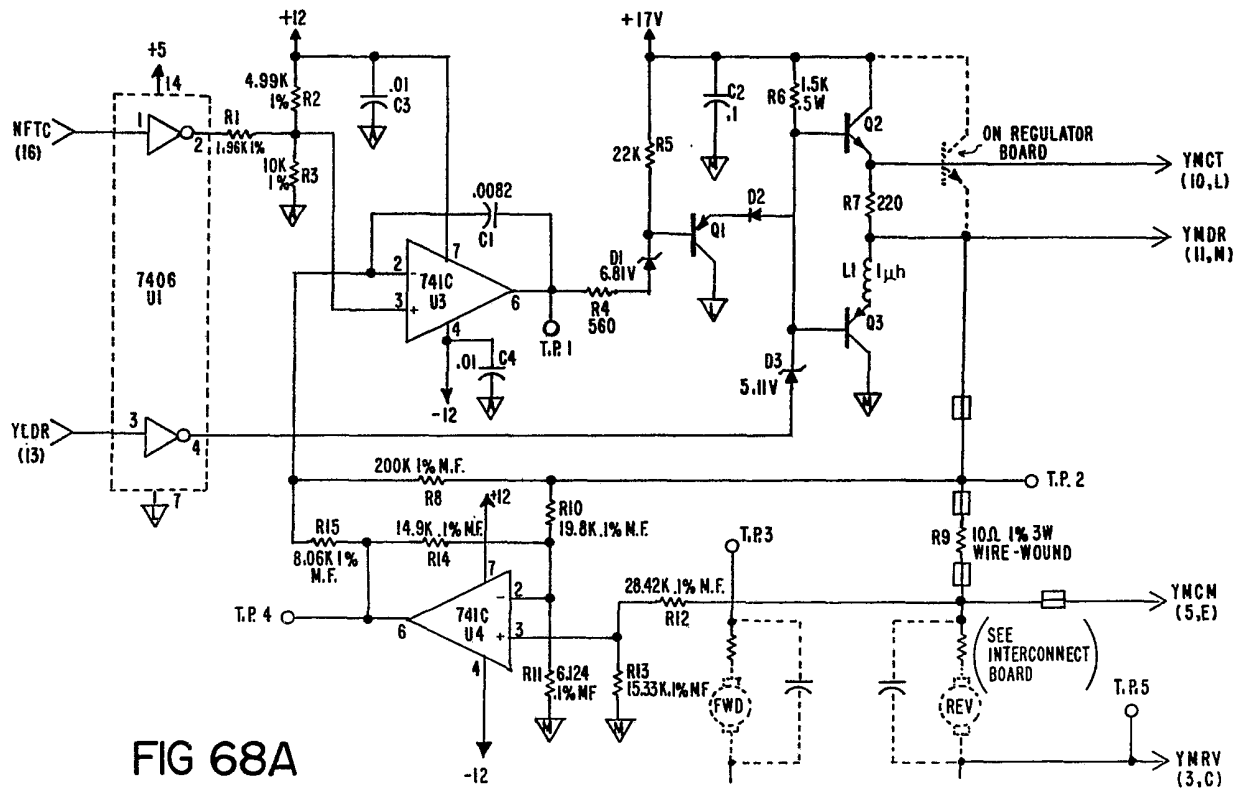 +12
+17V
+5
14
4.99K
1%
R2
.01
C3
NFTC
(16)
1
2
R1
1.96K 1%
10K
1%
R3
A
R5
22K
C2
.1
M
R6
1.5K
.5W
Q2
ON REGULATOR
BOARD
YMCT
(10,L)
.0082
C1
D2
Q1
R7
220
YMDR
(11,M)
7406
U1
2
-
7
741C
U3
3
+
6
4
D1
6.81V
R4
560
T.P.1
L
L1
1μh
Q3
.01
C4
A
-12
D3
5.11V
M
YLDR
(13)
3
4
L
7
200K 1% M.F.
R8
+12
R10
19.8K .1% M.F.
T.P. 2
R15
8.06K 1%
M.F.
14.9K .1% M.F.
R14
T.P.3
R9
10Ω 1% 3W
WIRE-WOUND
7
2
-
741C
U4
3
+
6
4
T.P. 4
28.42K .1% M.F.
R12
YMCM
(5,E)
R11
6.124
.1% MF
M
R13
15.33K .1% MF
M
FWD
REV
(SEE
INTERCONNECT
BOARD)
T.P.5
YMRV
(3,C)
-12
FIG 68A